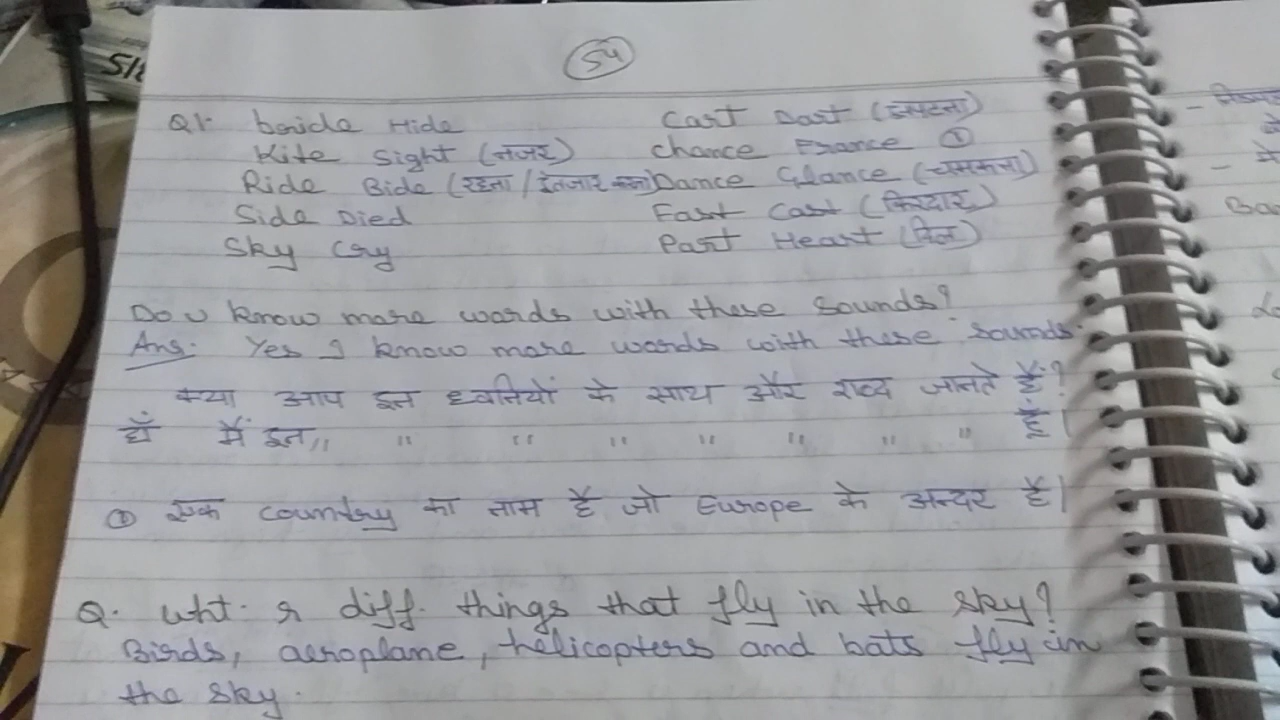 54
Q1. bride Hide Cart Dart (झपटना)
Kite Sight (नजर) Chance France ①
Ride Bide (रहना / इंतजार करना) Dance Glance (चमकना)
Side Died Fast Cast (किरदार)
Sky Cry Part Heart (दिल)
Do u know more words with these sounds?
Ans. Yes I know more words with these sounds.
क्या आप इन ध्वनियों के साथ और शब्द जानते हैं?
हाँ मैं इन ,, " " " " " " " हूँ।
① एक country का नाम है जो Europe के अन्दर है।
Q. Wht r diff. things that fly in the sky?
Birds, aeroplane, helicopters and bats fly in
the sky.